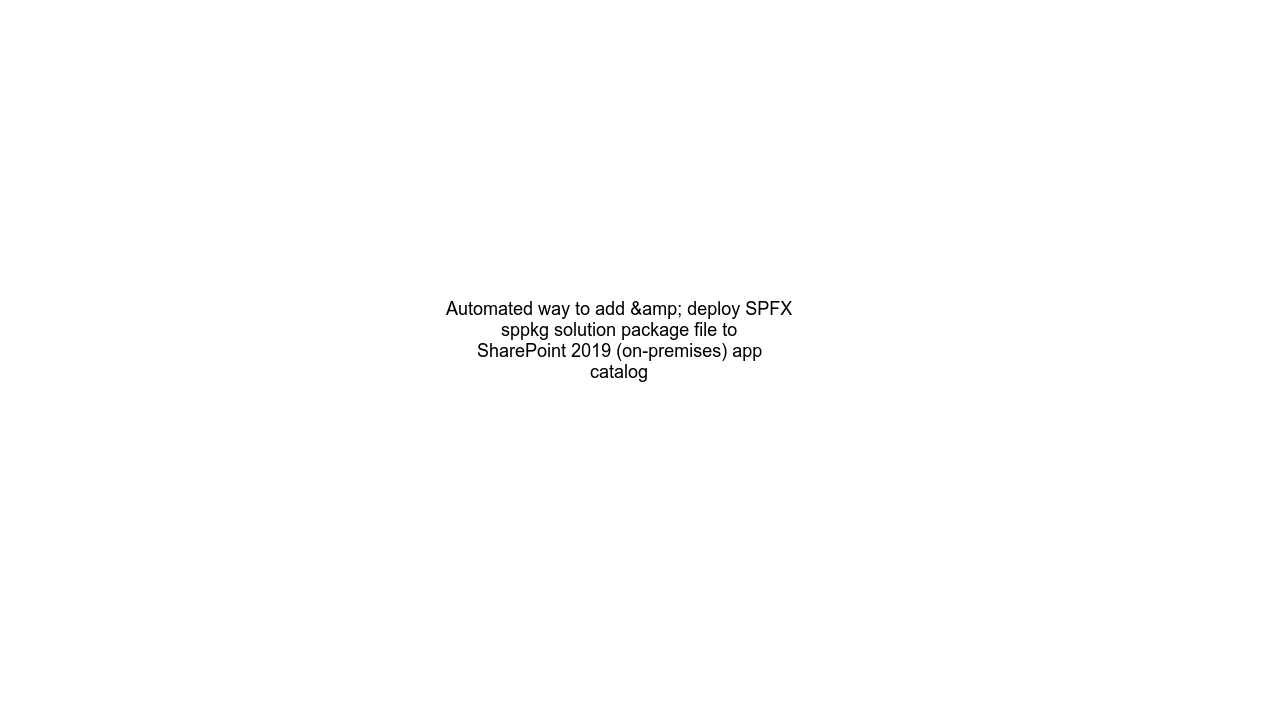 Automated way to add &amp; deploy SPFX
sppkg solution package file to
SharePoint 2019 (on-premises) app
catalog